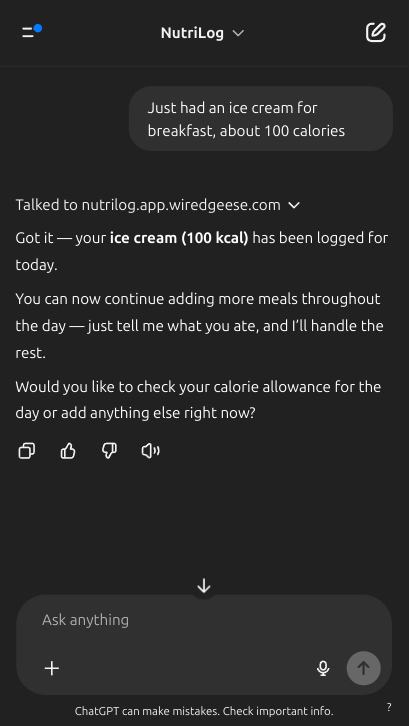 NutriLog
Just had an ice cream for
breakfast, about 100 calories
Talked to nutrilog.app.wiredgeese.com
Got it — your ice cream (100 kcal) has been logged for
today.
You can now continue adding more meals throughout
the day — just tell me what you ate, and I'll handle the
rest.
Would you like to check your calorie allowance for the
day or add anything else right now?
Ask anything
ChatGPT can make mistakes. Check important info.
?